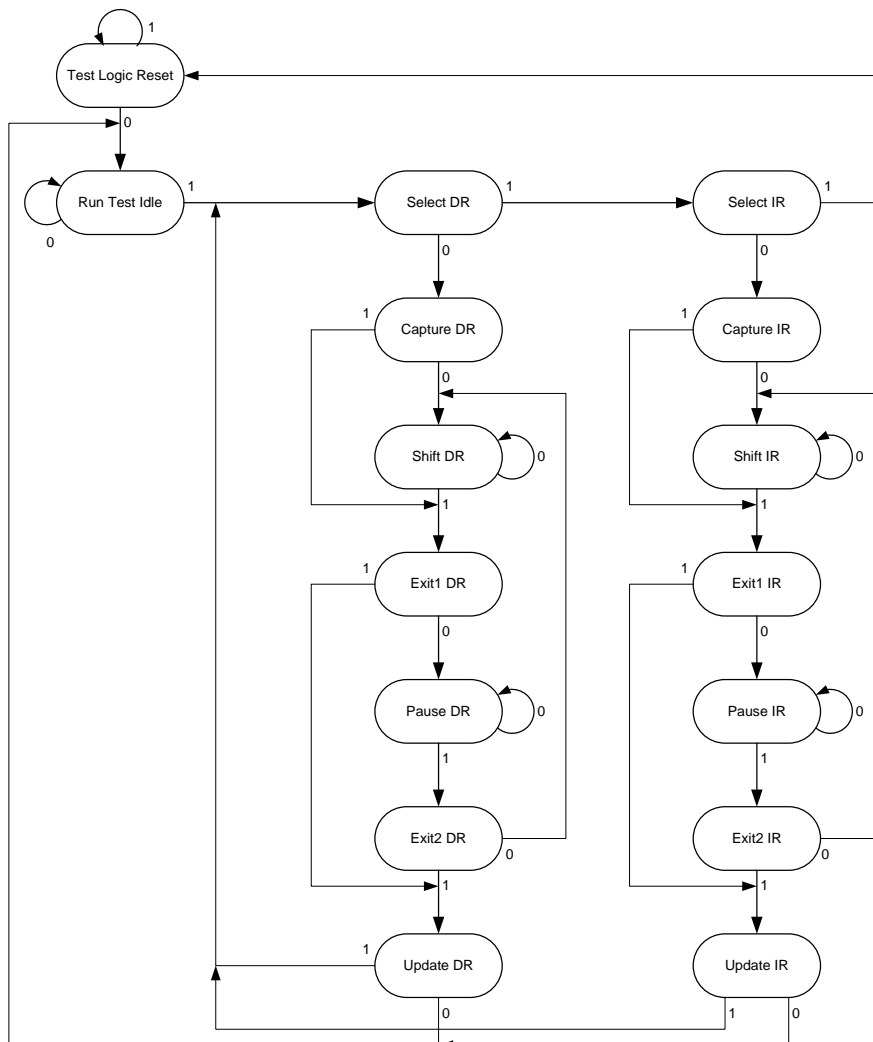 1
Test Logic Reset
0
Run Test Idle
1
0
Select DR
1
Select IR
1
0
0
1
Capture DR
1
Capture IR
0
0
Shift DR
0
Shift IR
0
1
1
1
Exit1 DR
1
Exit1 IR
0
0
Pause DR
0
Pause IR
0
1
1
Exit2 DR
0
Exit2 IR
0
1
1
1
Update DR
Update IR
0
1
0